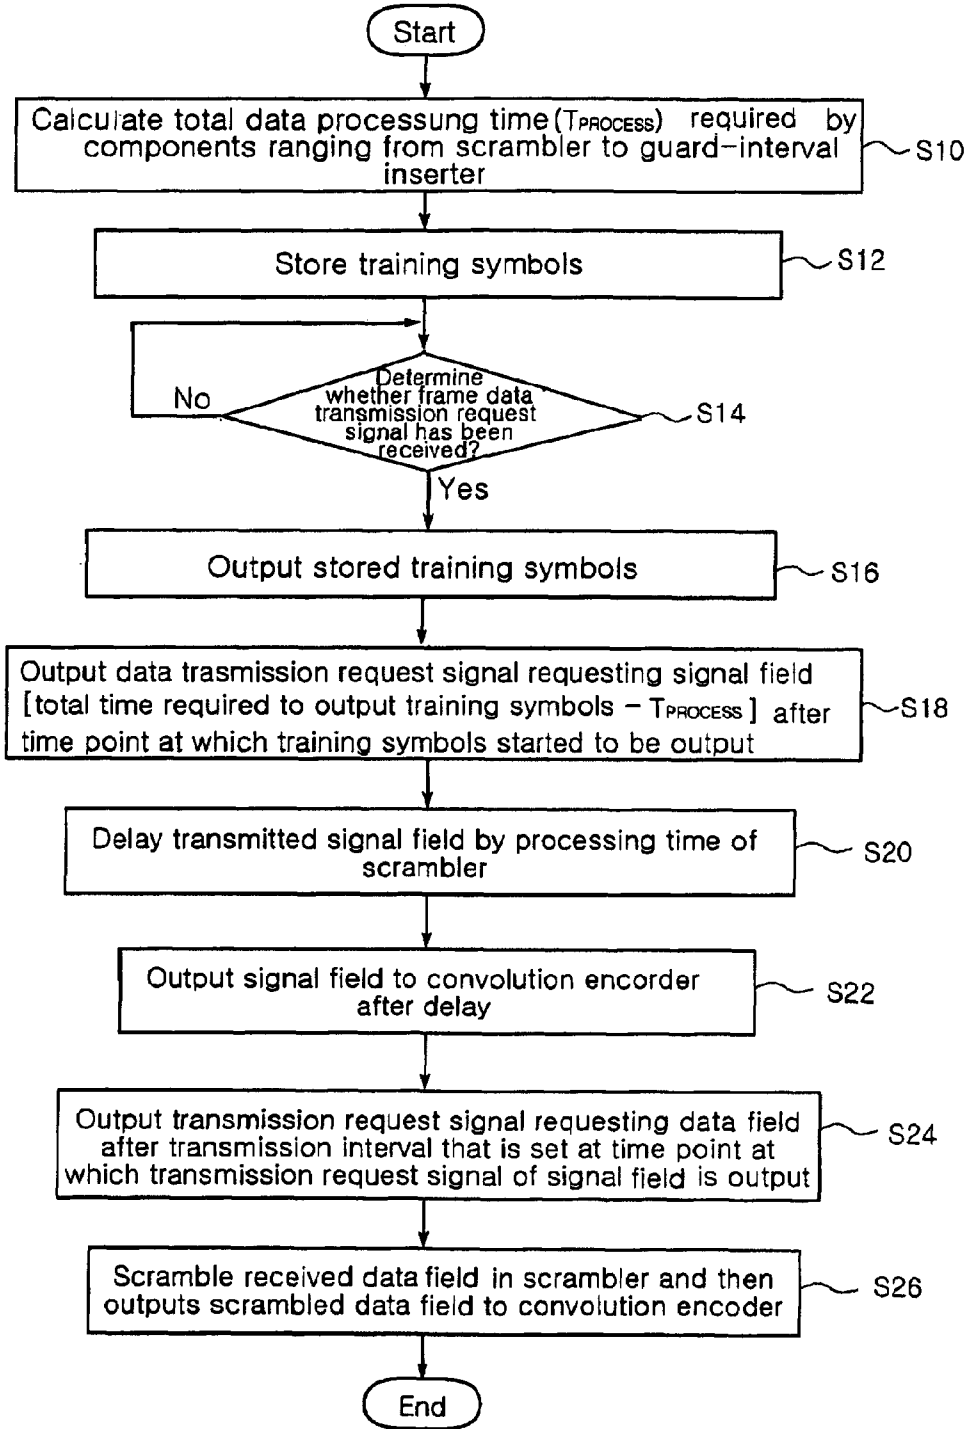 Start
Calculate total data processung time(TPROCESS) required by
components ranging from scrambler to guard-interval
inserter
S10
Store training symbols
S12
Determine
whether frame data
transmission request
signal has been
received?
S14
No
Yes
Output stored training symbols
S16
Output data trasmission request signal requesting signal field
[total time required to output training symbols - TPROCESS] after
time point at which training symbols started to be output
S18
Delay transmitted signal field by processing time of
scrambler
S20
Output signal field to convolution encorder
after delay
S22
Output transmission request signal requesting data field
after transmission interval that is set at time point at
which transmission request signal of signal field is output
S24
Scramble received data field in scrambler and then
outputs scrambled data field to convolution encoder
S26
End